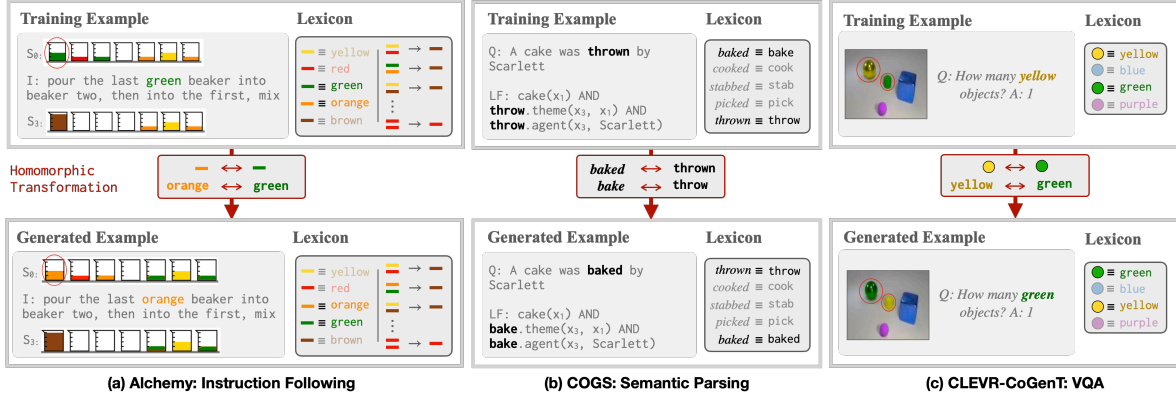 Training Example
Lexicon
S₀:
I: pour the last green beaker into
beaker two, then into the first, mix
S₃:
≡ yellow
≡ red
≡ green
≡ orange
≡ brown
→
→
⋮
→
Homomorphic
Transformation
↔
orange ↔ green
Generated Example
Lexicon
S₀:
I: pour the last orange beaker into
beaker two, then into the first, mix
S₃:
≡ yellow
≡ red
≡ orange
≡ green
≡ brown
→
→
⋮
→
(a) Alchemy: Instruction Following
Training Example
Lexicon
Q: A cake was thrown by
Scarlett
LF: cake(x₁) AND
throw.theme(x₃, x₁) AND
throw.agent(x₃, Scarlett)
baked ≡ bake
cooked ≡ cook
stabbed ≡ stab
picked ≡ pick
thrown ≡ throw
baked ↔ thrown
bake ↔ throw
Generated Example
Lexicon
Q: A cake was baked by
Scarlett
LF: cake(x₁) AND
bake.theme(x₃, x₁) AND
bake.agent(x₃, Scarlett)
thrown ≡ throw
cooked ≡ cook
stabbed ≡ stab
picked ≡ pick
baked ≡ baked
(b) COGS: Semantic Parsing
Training Example
Lexicon
Q: How many yellow
objects? A: 1
≡ yellow
≡ blue
≡ green
≡ purple
↔
yellow ↔ green
Generated Example
Lexicon
Q: How many green
objects? A: 1
≡ green
≡ blue
≡ yellow
≡ purple
(c) CLEVR-CoGenT: VQA